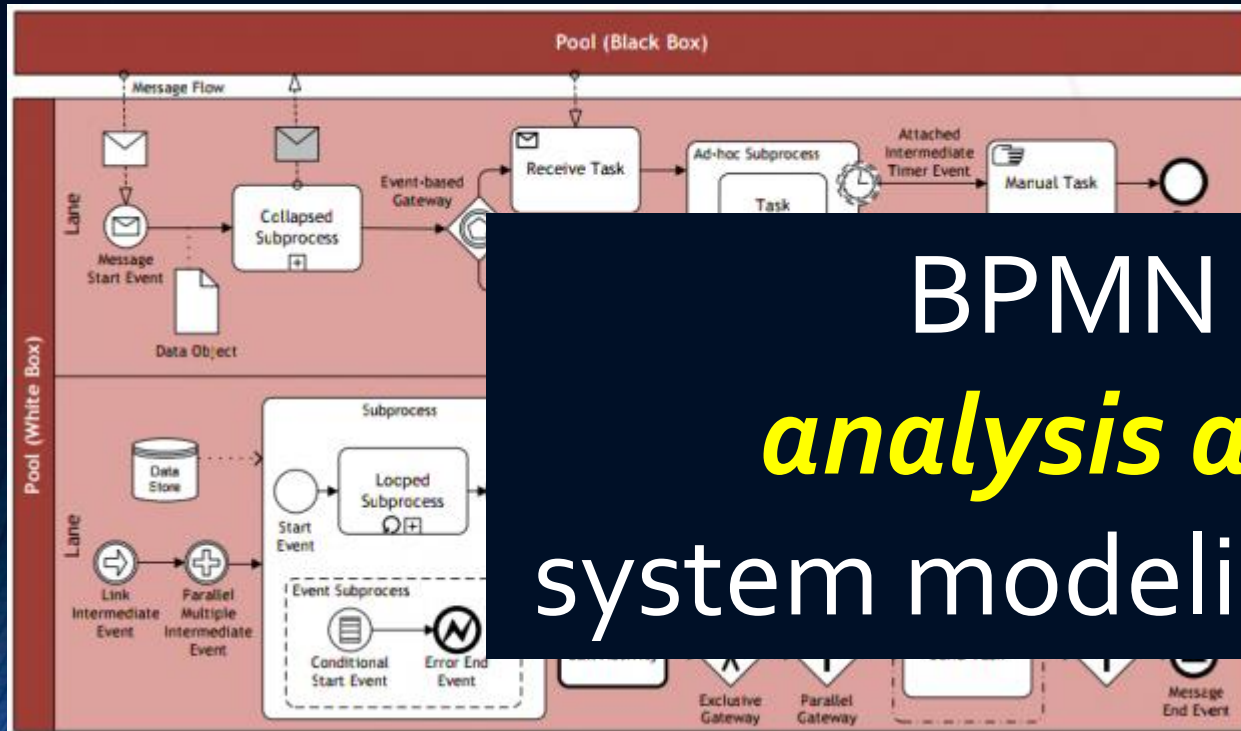 Pool (Black Box)
Message Flow
Pool (White Box)
Lane
Message
Start Event
Data Object
Collapsed
Subprocess
Event-based
Gateway
Receive Task
Ad-hoc Subprocess
Task
Attached
Intermediate
Timer Event
Manual Task
BPMN
analysis a
system modeli
Lane
Data
Store
Link
Intermediate
Event
Parallel
Multiple
Intermediate
Event
Subprocess
Start
Event
Looped
Subprocess
Event Subprocess
Conditional
Start Event
Error End
Event
Exclusive
Gateway
Parallel
Gateway
Message
End Event